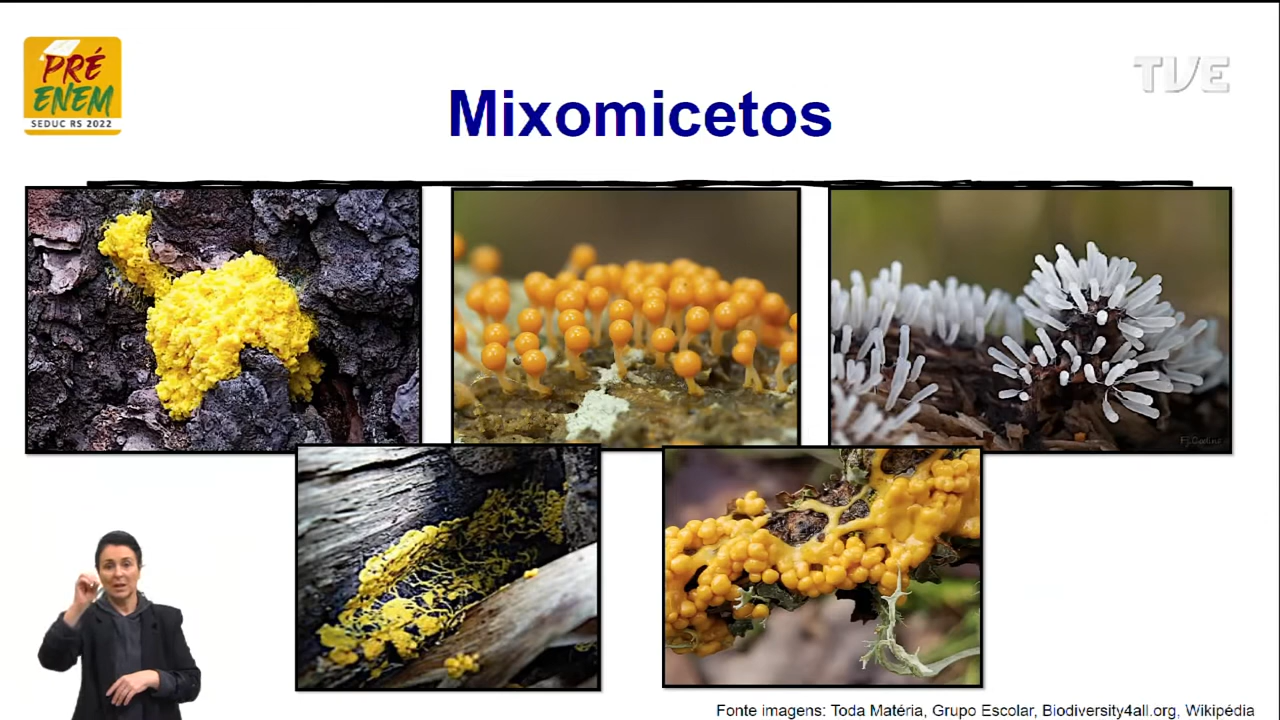 PRÉ
ENEM
SEDUC RS 2022
TVE
Mixomicetos
Fonte imagens: Toda Matéria, Grupo Escolar, Biodiversity4all.org, Wikipédia